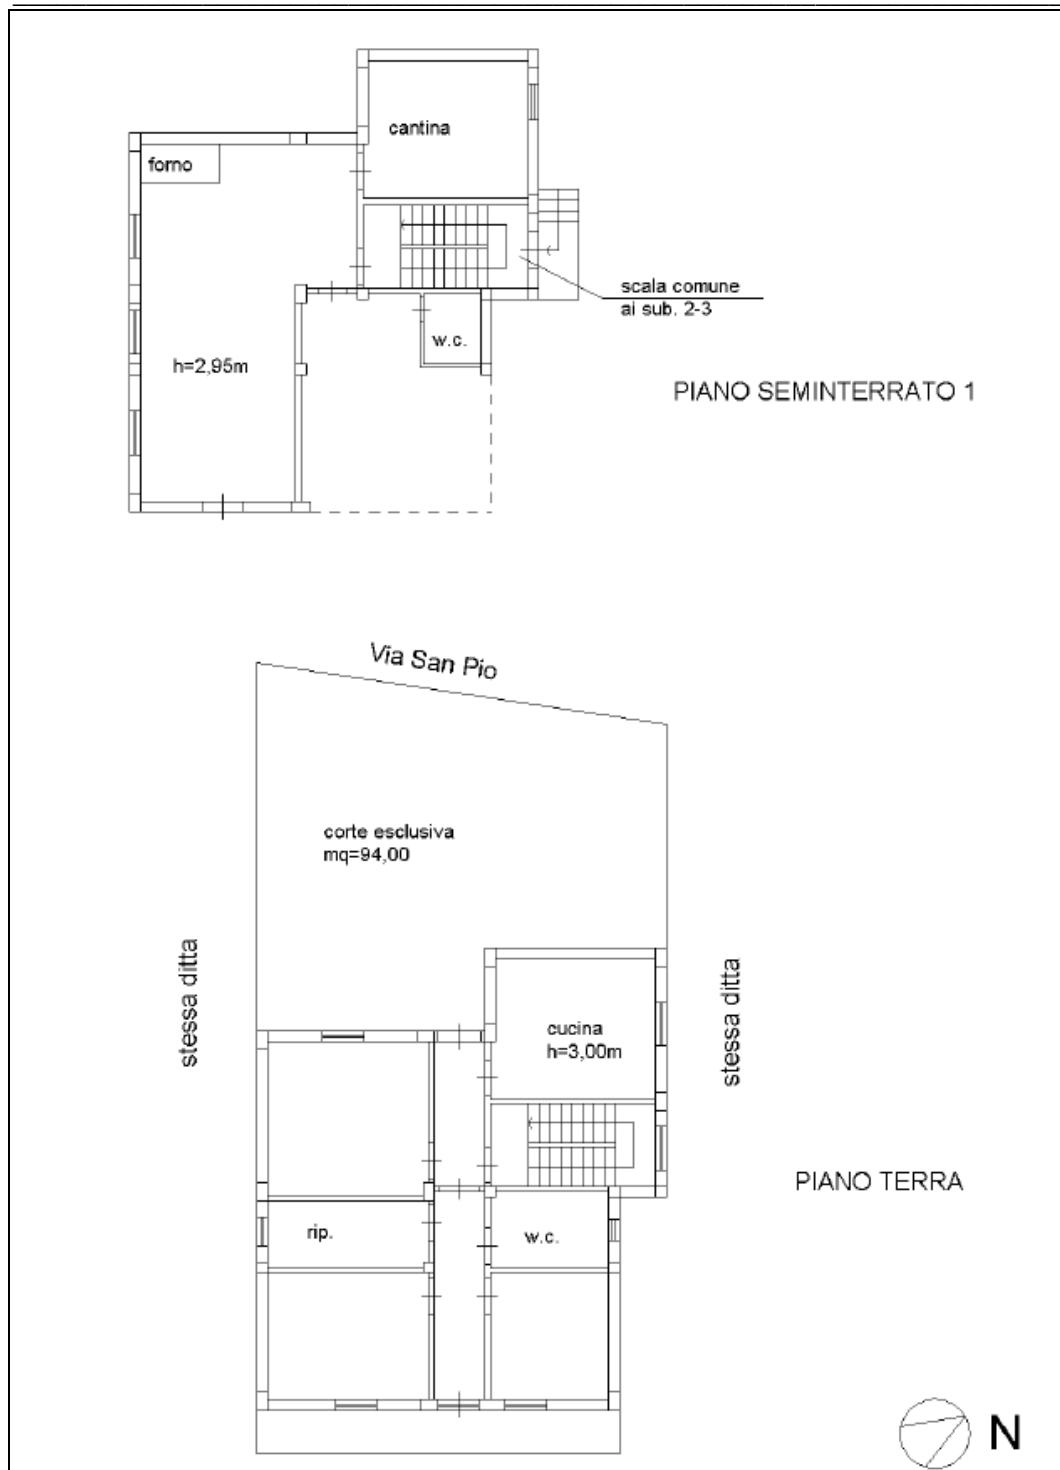 cantina
forno
scala comune
ai sub. 2-3
w.c.
h=2,95m
PIANO SEMINTERRATO 1
Via San Pio
corte esclusiva
mq=94,00
stessa ditta
stessa ditta
cucina
h=3,00m
PIANO TERRA
rip.
w.c.
N